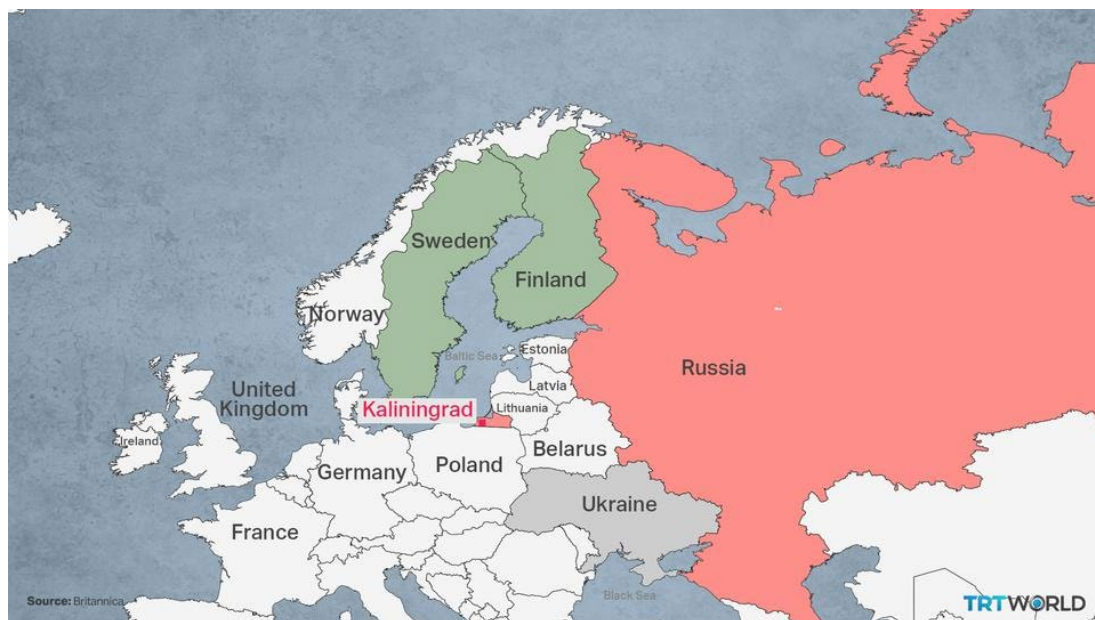 Sweden
Finland
Norway
Baltic Sea
Estonia
Russia
Latvia
United
Kingdom
Kaliningrad
Lithuania
Ireland
Belarus
Poland
Germany
Ukraine
France
Source: Britannica
Black Sea
TRTWORLD